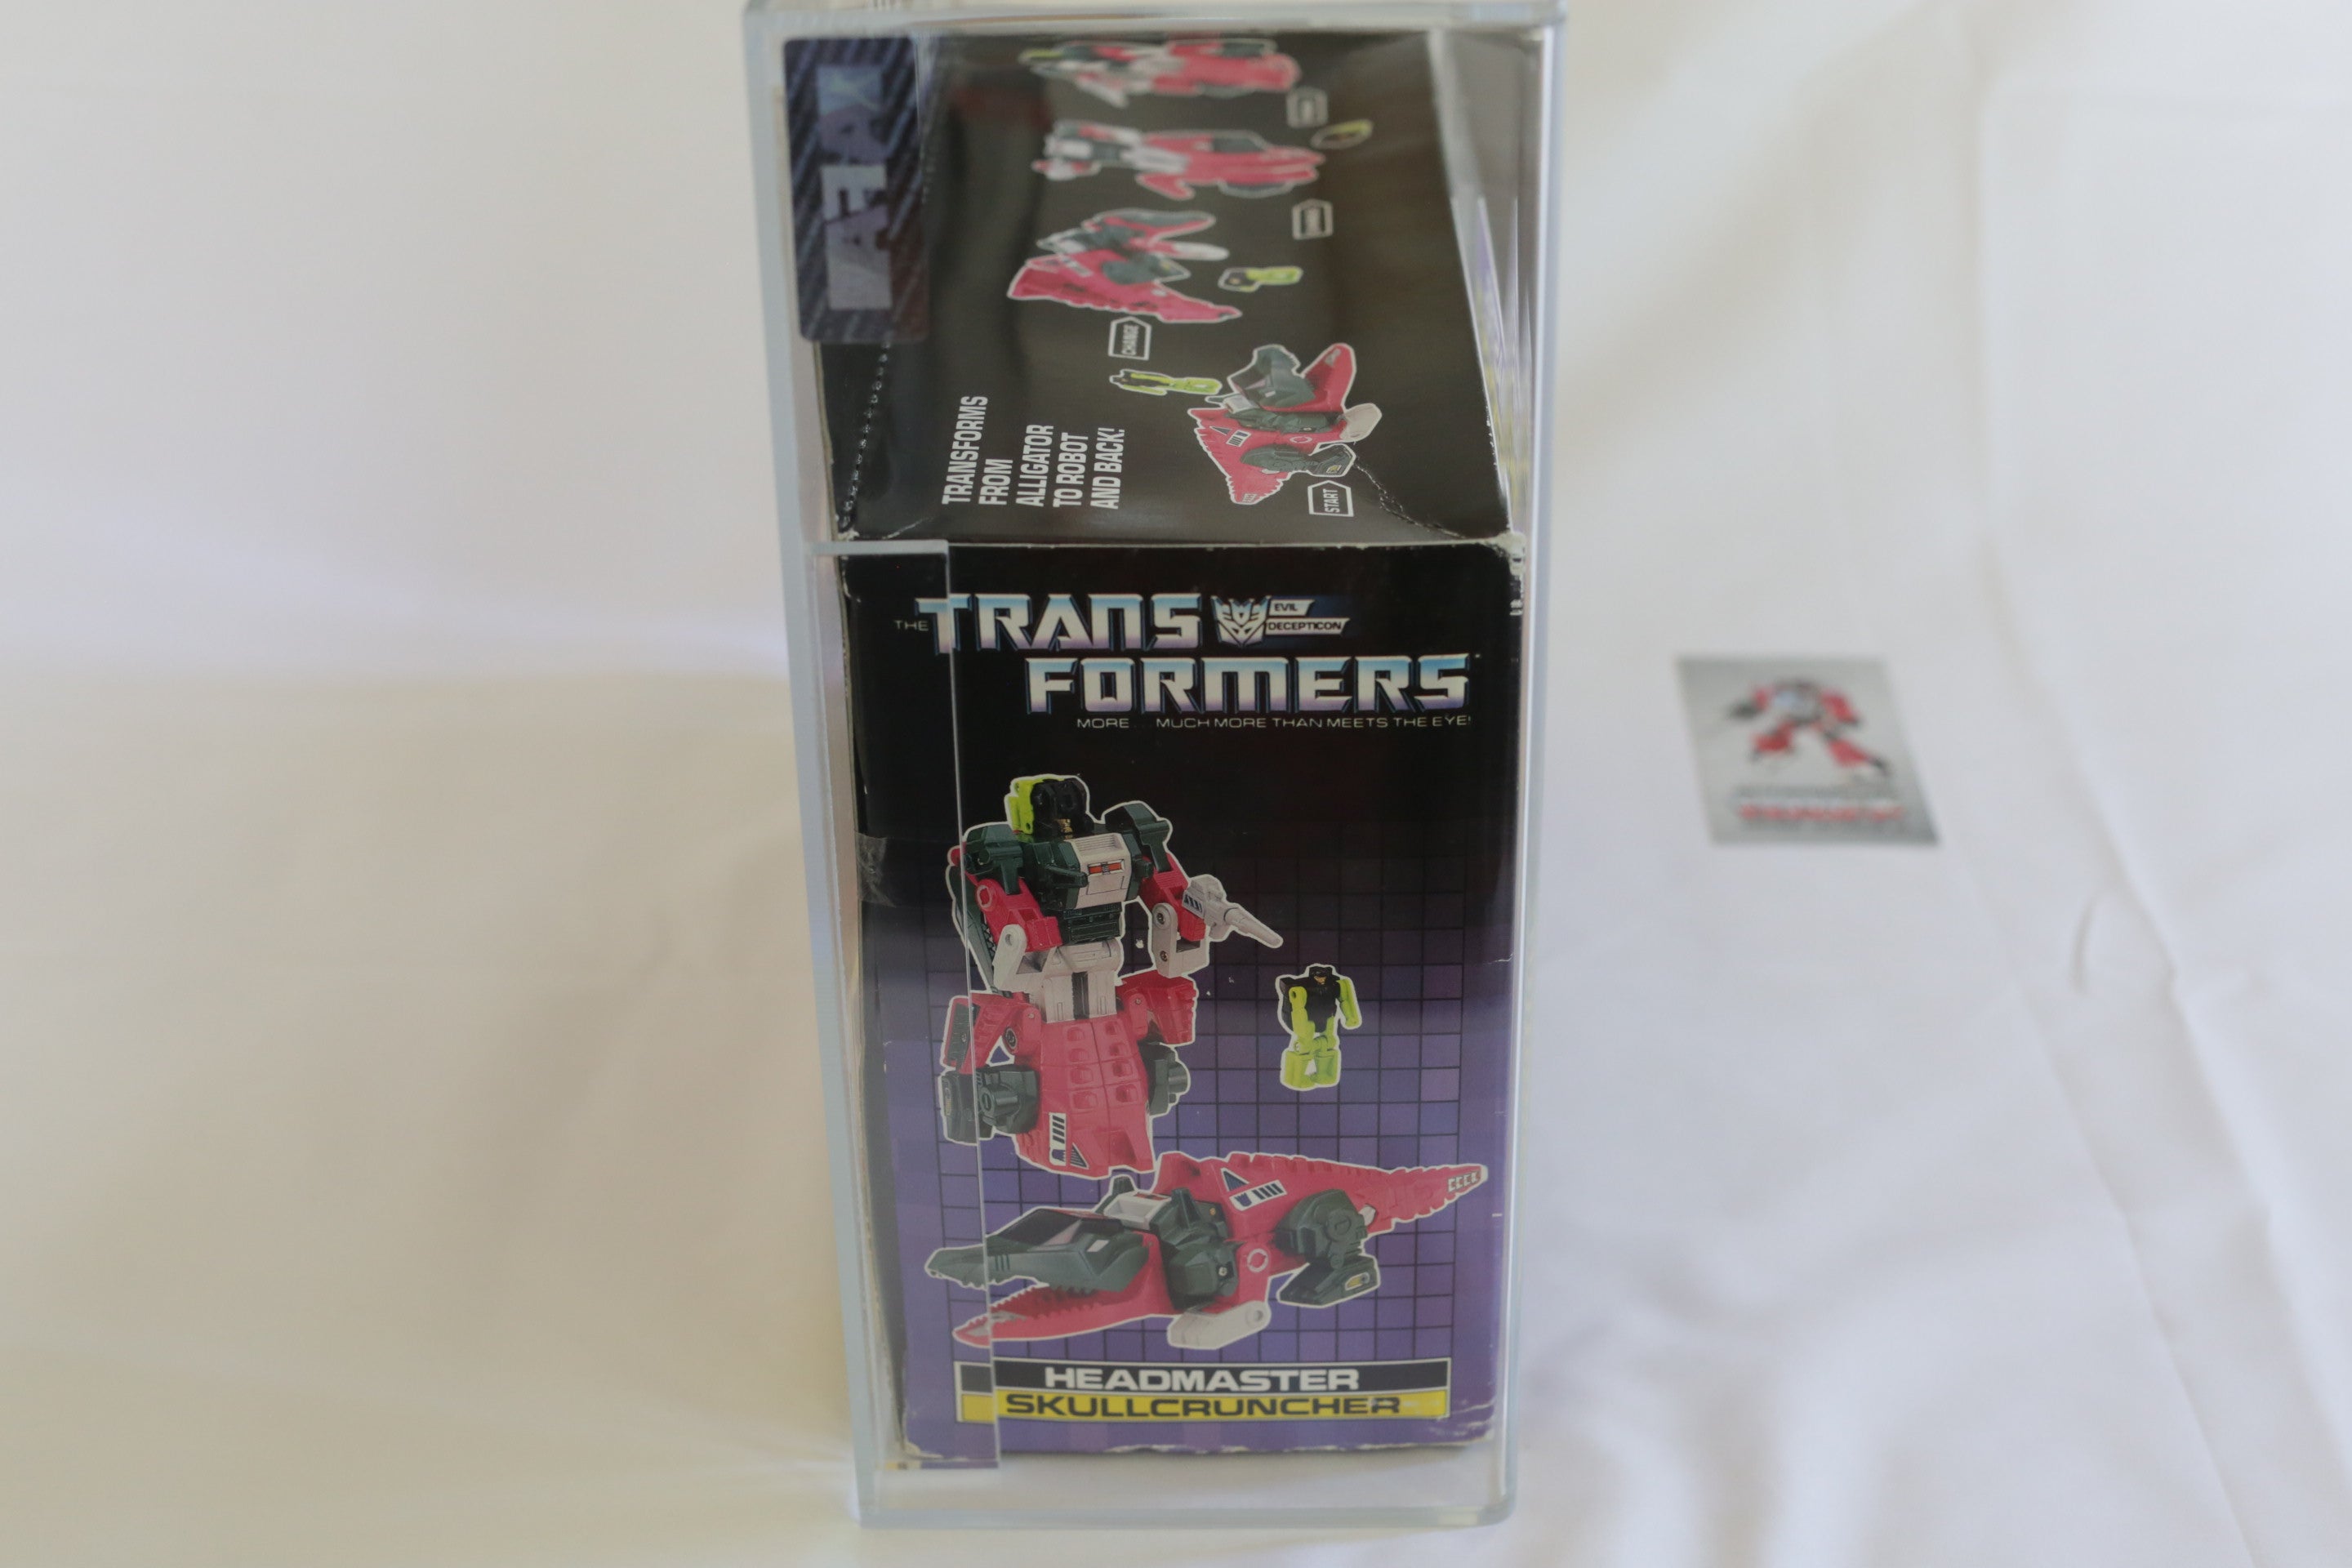 AFA
TRANSFORMS
FROM
ALLIGATOR
TO ROBOT
AND BACK!
CHANGE
START
THE TRANS
EVIL
DECEPTICON
FORMERS
MORE... MUCH MORE THAN MEETS THE EYE!
HEADMASTER
SKULLCRUNCHER